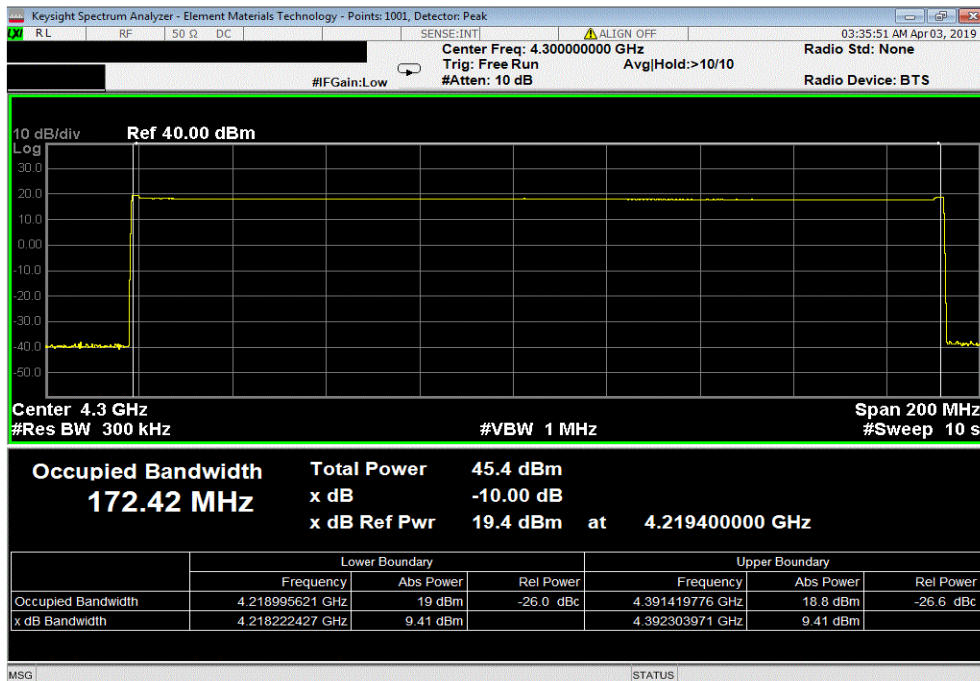 Keysight Spectrum Analyzer - Element Materials Technology - Points: 1001, Detector: Peak
LXI RL RF 50 Ω DC SENSE:INT ALIGN OFF 03:35:51 AM Apr 03, 2019
Center Freq: 4.300000000 GHz Radio Std: None
Trig: Free Run Avg|Hold:>10/10
#IFGain:Low #Atten: 10 dB Radio Device: BTS
10 dB/div Ref 40.00 dBm
Log
30.0
20.0
10.0
0.00
-10.0
-20.0
-30.0
-40.0
-50.0
Center 4.3 GHz Span 200 MHz
#Res BW 300 kHz #VBW 1 MHz #Sweep 10 s
Occupied Bandwidth Total Power 45.4 dBm
172.42 MHz x dB -10.00 dB
x dB Ref Pwr 19.4 dBm at 4.219400000 GHz
Lower Boundary Upper Boundary
Frequency Abs Power Rel Power Frequency Abs Power Rel Power
Occupied Bandwidth 4.218995621 GHz 19 dBm -26.0 dBc 4.391419776 GHz 18.8 dBm -26.6 dBc
x dB Bandwidth 4.218222427 GHz 9.41 dBm 4.392303971 GHz 9.41 dBm
MSG STATUS